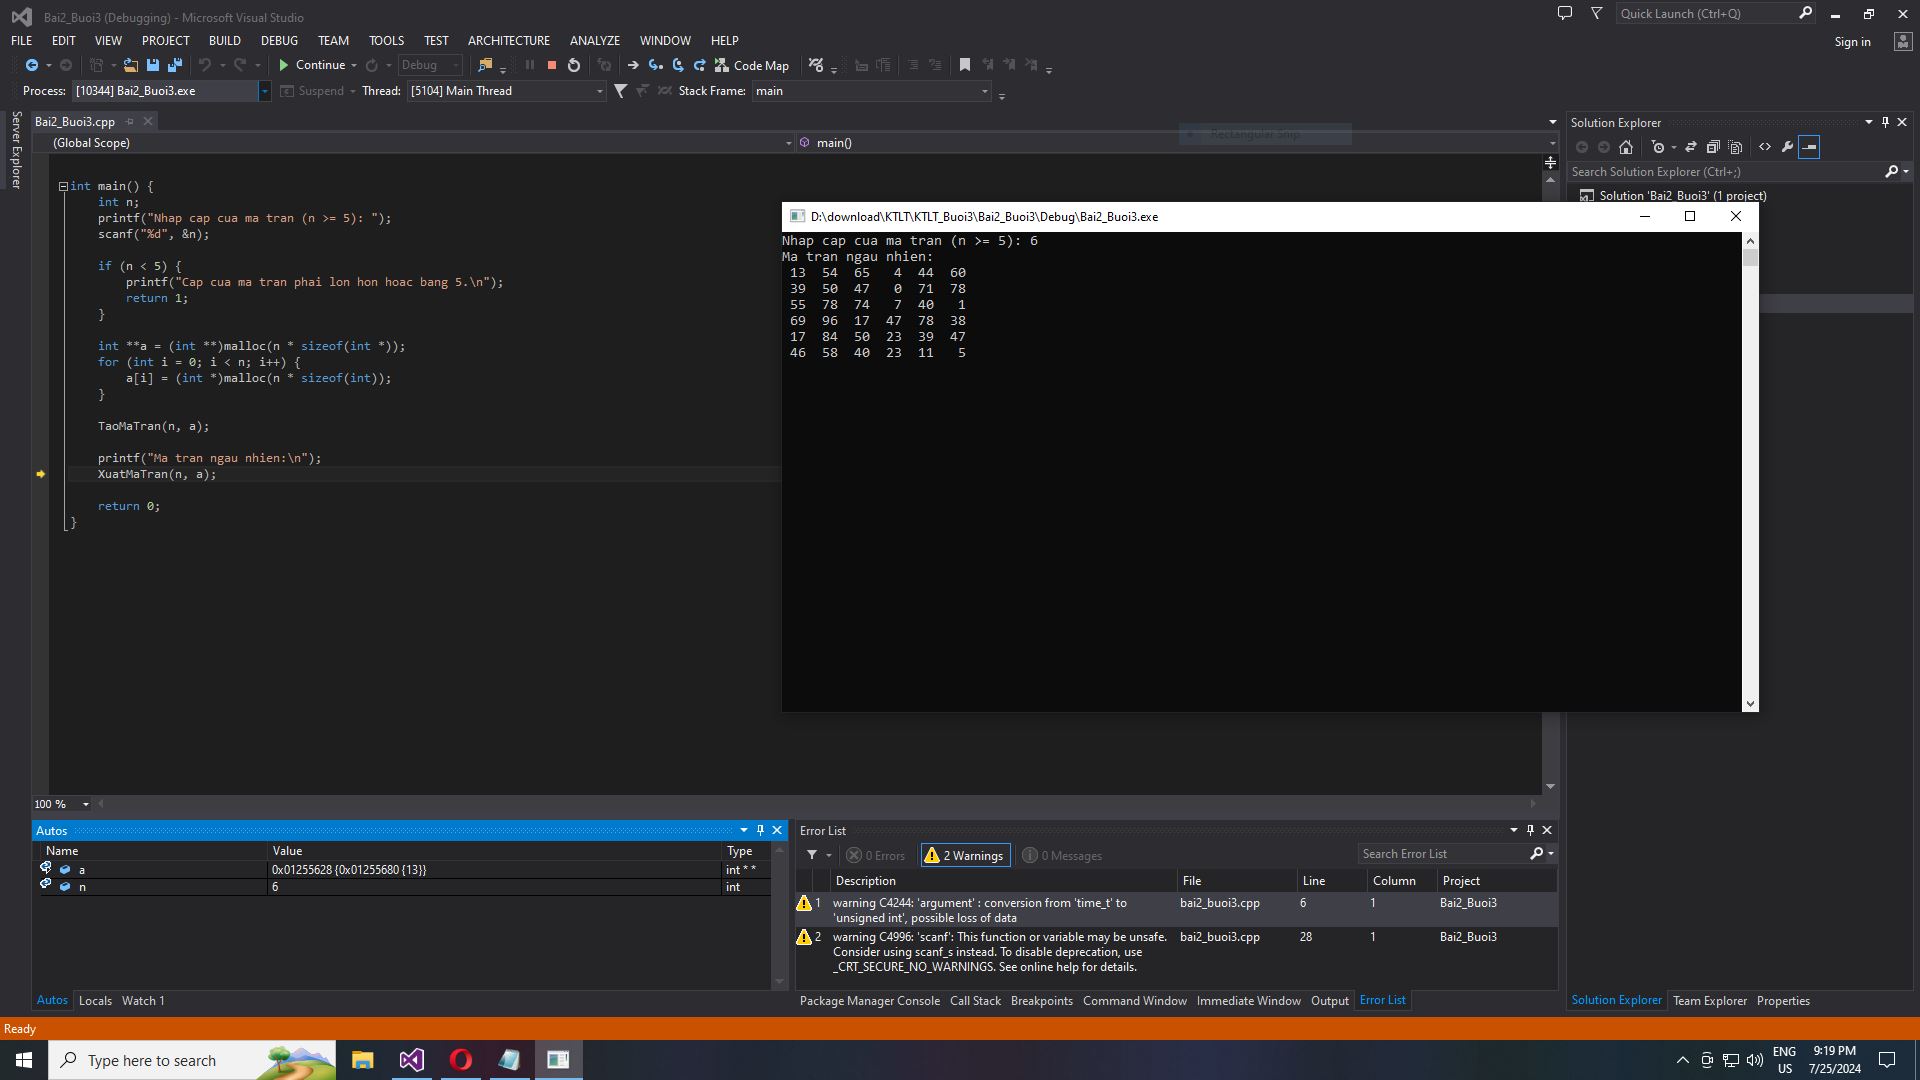 Bai2_Buoi3 (Debugging) - Microsoft Visual Studio
Quick Launch (Ctrl+Q)
FILE EDIT VIEW PROJECT BUILD DEBUG TEAM TOOLS TEST ARCHITECTURE ANALYZE WINDOW HELP
Sign in
Continue Debug Code Map
Process: [10344] Bai2_Buoi3.exe Suspend Thread: [5104] Main Thread Stack Frame: main
Server Explorer
Bai2_Buoi3.cpp
(Global Scope) main()
Rectangular Snip
int main() {
int n;
printf("Nhap cap cua ma tran (n >= 5): ");
scanf("%d", &n);
if (n < 5) {
printf("Cap cua ma tran phai lon hon hoac bang 5.\n");
return 1;
}
int **a = (int **)malloc(n * sizeof(int *));
for (int i = 0; i < n; i++) {
a[i] = (int *)malloc(n * sizeof(int));
}
TaoMaTran(n, a);
printf("Ma tran ngau nhien:\n");
XuatMaTran(n, a);
return 0;
}
100 %
D:\download\KTLT\KTLT_Buoi3\Bai2_Buoi3\Debug\Bai2_Buoi3.exe
Nhap cap cua ma tran (n >= 5): 6
Ma tran ngau nhien:
13 54 65 4 44 60
39 50 47 0 71 78
55 78 74 7 40 1
69 96 17 47 78 38
17 84 50 23 39 47
46 58 40 23 11 5
Solution Explorer
Search Solution Explorer (Ctrl+;)
Solution 'Bai2_Buoi3' (1 project)
Autos
Name Value Type
a 0x01255628 {0x01255680 {13}} int * *
n 6 int
Autos Locals Watch 1
Error List
0 Errors 2 Warnings 0 Messages
Search Error List
Description File Line Column Project
1 warning C4244: 'argument' : conversion from 'time_t' to 'unsigned int', possible loss of data bai2_buoi3.cpp 6 1 Bai2_Buoi3
2 warning C4996: 'scanf': This function or variable may be unsafe. Consider using scanf_s instead. To disable deprecation, use _CRT_SECURE_NO_WARNINGS. See online help for details. bai2_buoi3.cpp 28 1 Bai2_Buoi3
Package Manager Console Call Stack Breakpoints Command Window Immediate Window Output Error List
Solution Explorer Team Explorer Properties
Ready
Type here to search
ENG
US
9:19 PM
7/25/2024